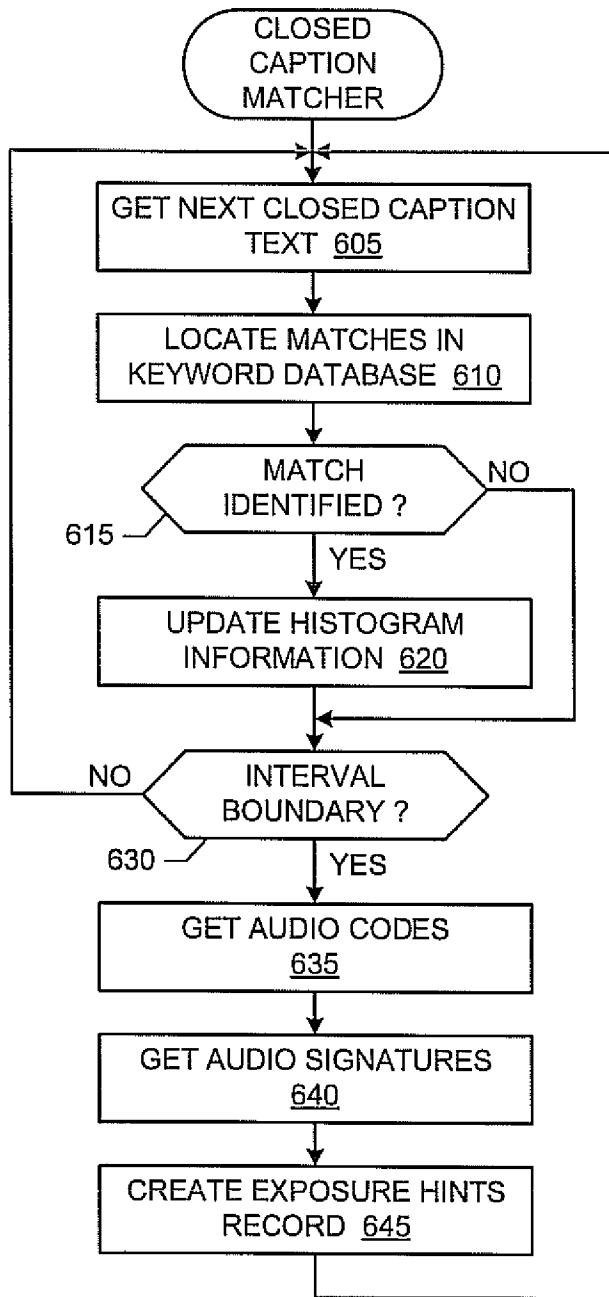 CLOSED
CAPTION
MATCHER
GET NEXT CLOSED CAPTION
TEXT 605
LOCATE MATCHES IN
KEYWORD DATABASE 610
MATCH
IDENTIFIED ?
NO
615
YES
UPDATE HISTOGRAM
INFORMATION 620
NO
INTERVAL
BOUNDARY ?
630
YES
GET AUDIO CODES
635
GET AUDIO SIGNATURES
640
CREATE EXPOSURE HINTS
RECORD 645